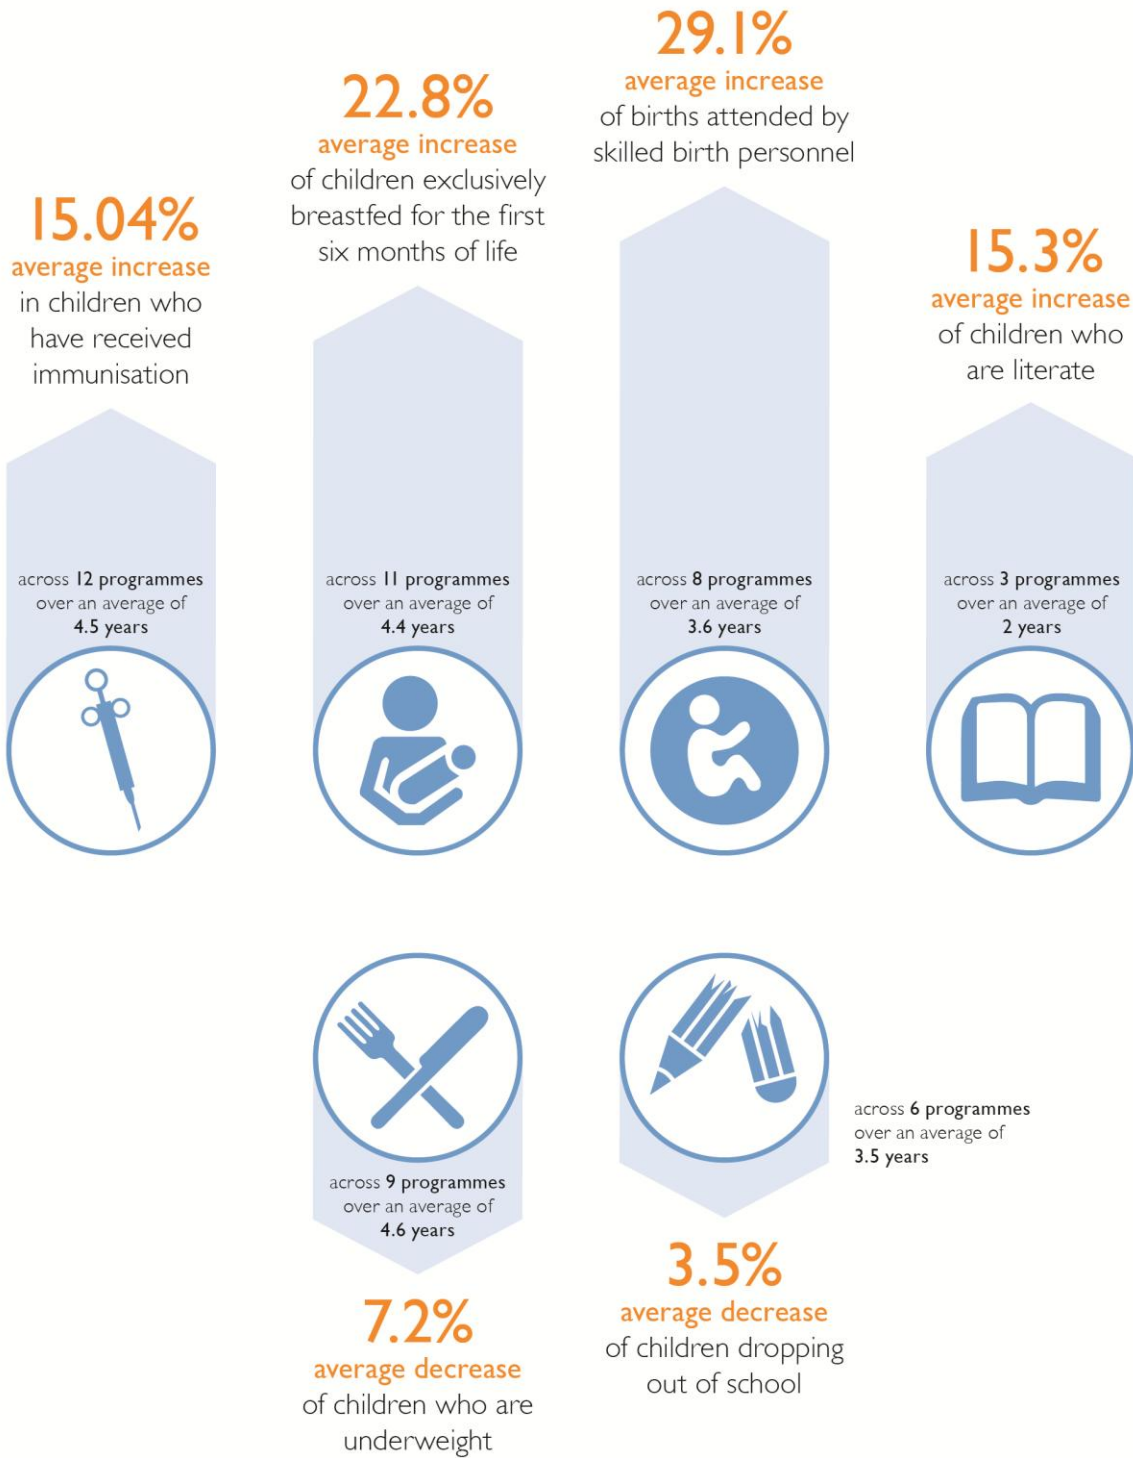 15.04%
average increase
in children who
have received
immunisation
across 12 programmes
over an average of
4.5 years
22.8%
average increase
of children exclusively
breastfed for the first
six months of life
across 11 programmes
over an average of
4.4 years
29.1%
average increase
of births attended by
skilled birth personnel
across 8 programmes
over an average of
3.6 years
15.3%
average increase
of children who
are literate
across 3 programmes
over an average of
2 years
across 9 programmes
over an average of
4.6 years
7.2%
average decrease
of children who are
underweight
across 6 programmes
over an average of
3.5 years
3.5%
average decrease
of children dropping
out of school